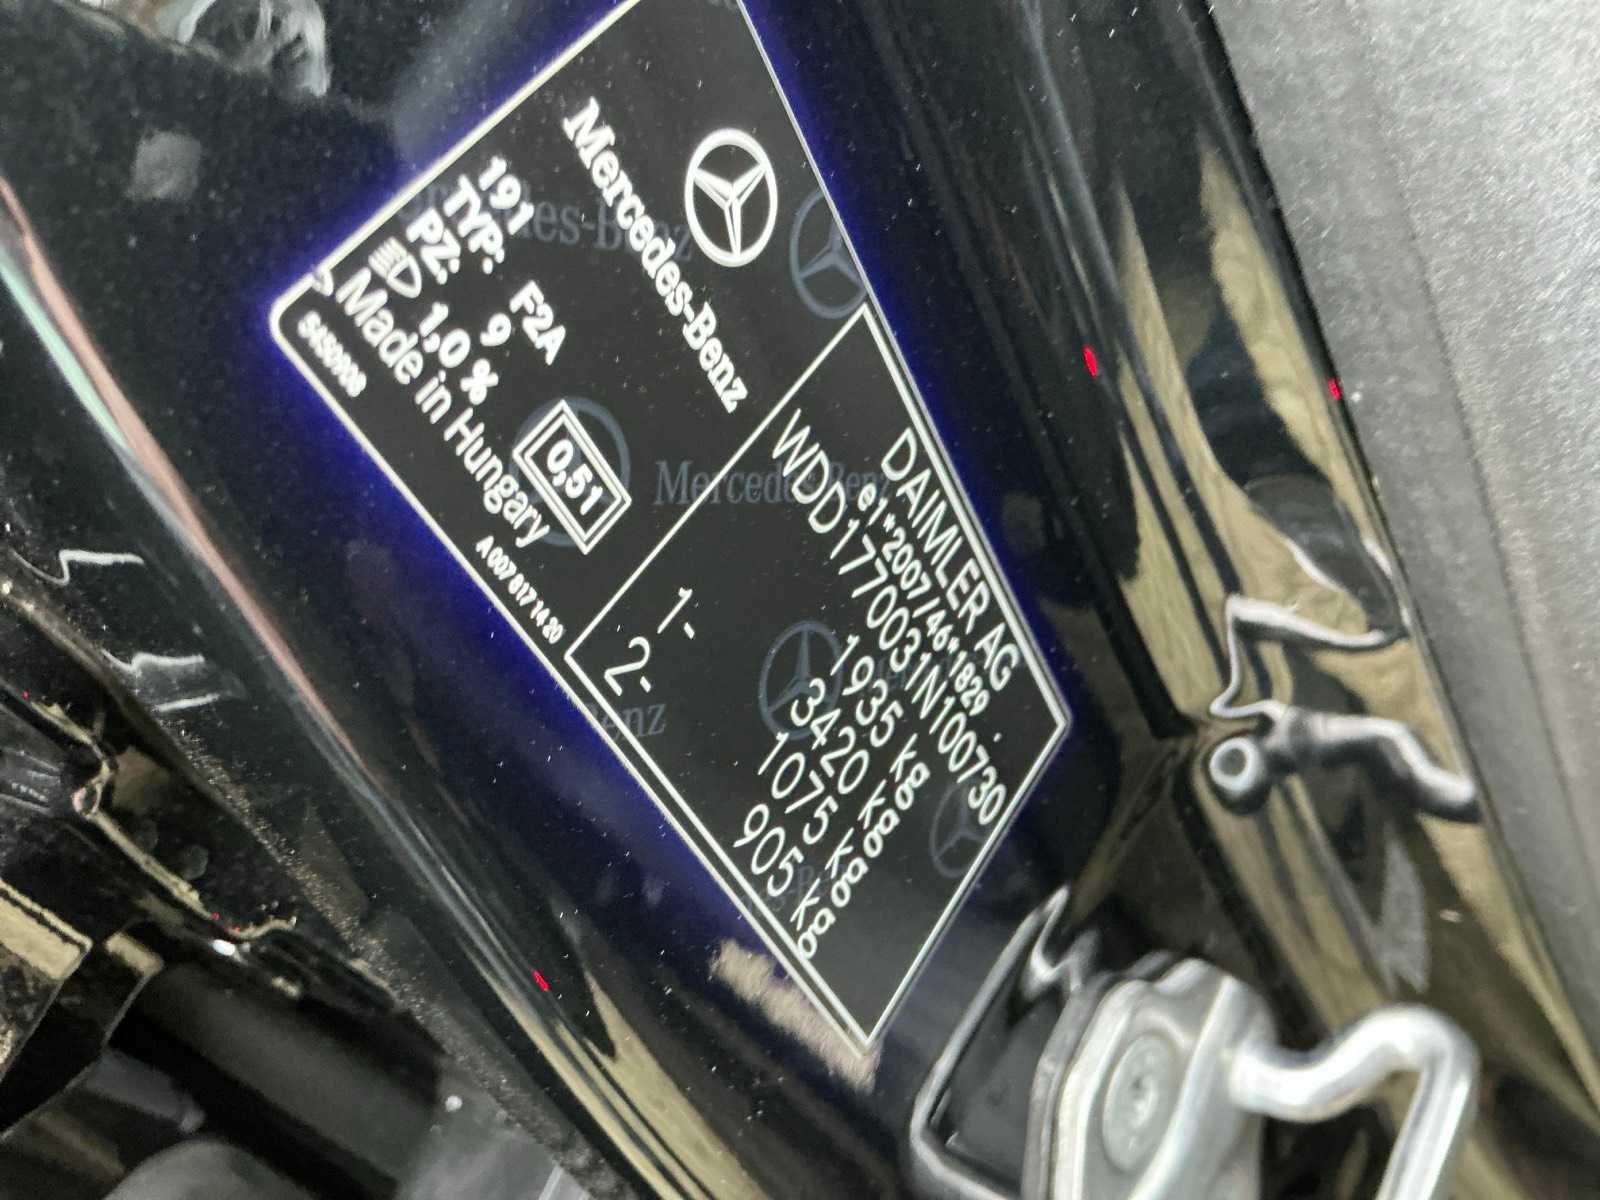 Mercedes-Benz
191
TYP: F2A
PZ: 9
1,0 %
0,51
Made in Hungary
A 007 817 14 20
DAIMLER AG
e1*2007/46*1829
WDD1770031N100730
1935 kg
3420 kg
1- 1075 kg
2- 905 kg